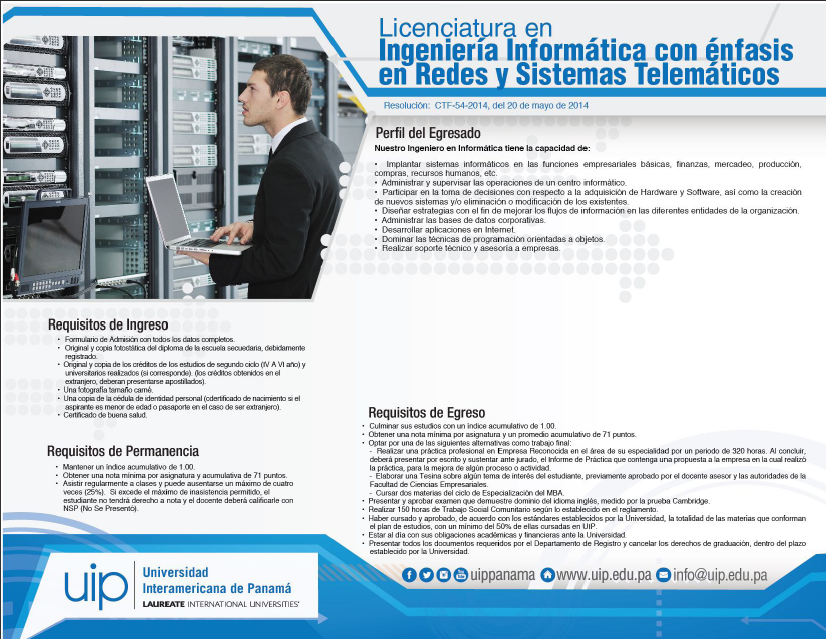 Licenciatura en
Ingeniería Informática con énfasis
en Redes y Sistemas Telemáticos
Resolución: CTF-54-2014, del 20 de mayo de 2014
Perfil del Egresado
Nuestro Ingeniero en Informática tiene la capacidad de:
• Implantar sistemas informáticos en las funciones empresariales básicas, finanzas, mercadeo, producción,
compras, recursos humanos, etc.
• Administrar y supervisar las operaciones de un centro informático.
• Participar en la toma de decisiones con respecto a la adquisición de Hardware y Software, así como la creación
de nuevos sistemas y/o eliminación o modificación de los existentes.
• Diseñar estrategias con el fin de mejorar los flujos de información en las diferentes entidades de la organización.
• Administrar las bases de datos corporativas.
• Desarrollar aplicaciones en Internet.
• Dominar las técnicas de programación orientadas a objetos.
• Realizar soporte técnico y asesoría a empresas.
Requisitos de Ingreso
• Formulario de Admisión con todos los datos completos.
• Original y copia fotostática del diploma de la escuela secuedaria, debidamente
registrado.
• Original y copia de los créditos de los estudios de segundo ciclo (IV A VI año) y
universitarios realizados (si corresponde). (los créditos obtenidos en el
extranjero, deberan presentarse apostillados).
• Una fotografía tamaño carné.
• Una copia de la cédula de identidad personal (cdertificado de nacimiento si el
aspirante es menor de edad o pasaporte en el caso de ser extranjero).
• Certificado de buena salud.
Requisitos de Permanencia
• Mantener un índice acumulativo de 1.00.
• Obtener una nota mínima por asignatura y acumulativa de 71 puntos.
• Asistir regularmente a clases y puede ausentarse un máximo de cuatro
veces (25%). Si excede el máximo de inasistencia permitido, el
estudiante no tendrá derecho a nota y el docente deberá calificarle con
NSP (No Se Presentó).
Requisitos de Egreso
• Culminar sus estudios con un índice acumulativo de 1.00.
• Obtener una nota mínima por asignatura y un promedio acumulativo de 71 puntos.
• Optar por una de las siguientes alternativas como trabajo final:
- Realizar una práctica profesional en Empresa Reconocida en el área de su especialidad por un periodo de 320 horas. Al concluir,
deberá presentar por escrito y sustentar ante jurado, el Informe de Práctica que contenga una propuesta a la empresa en la cual realizó
la práctica, para la mejora de algún proceso o actividad.
- Elaborar una Tesina sobre algún tema de interés del estudiante, previamente aprobado por el docente asesor y las autoridades de la
Facultad de Ciencias Empresariales.
- Cursar dos materias del ciclo de Especialización del MBA.
• Presentar y aprobar examen que demuestre dominio del idioma inglés, medido por la prueba Cambridge.
• Realizar 150 horas de Trabajo Social Comunitario según lo establecido en el reglamento.
• Haber cursado y aprobado, de acuerdo con los estándares establecidos por la Universidad, la totalidad de las materias que conforman
el plan de estudios, con un mínimo del 50% de ellas cursadas en IUIP.
• Estar al día con sus obligaciones académicas y financieras ante la Universidad.
• Presentar todos los documentos requeridos por el Departamento de Registro y cancelar los derechos de graduación, dentro del plazo
establecido por la Universidad.
uip
Universidad
Interamericana de Panamá
LAUREATE INTERNATIONAL UNIVERSITIES®
uippanama www.uip.edu.pa info@uip.edu.pa